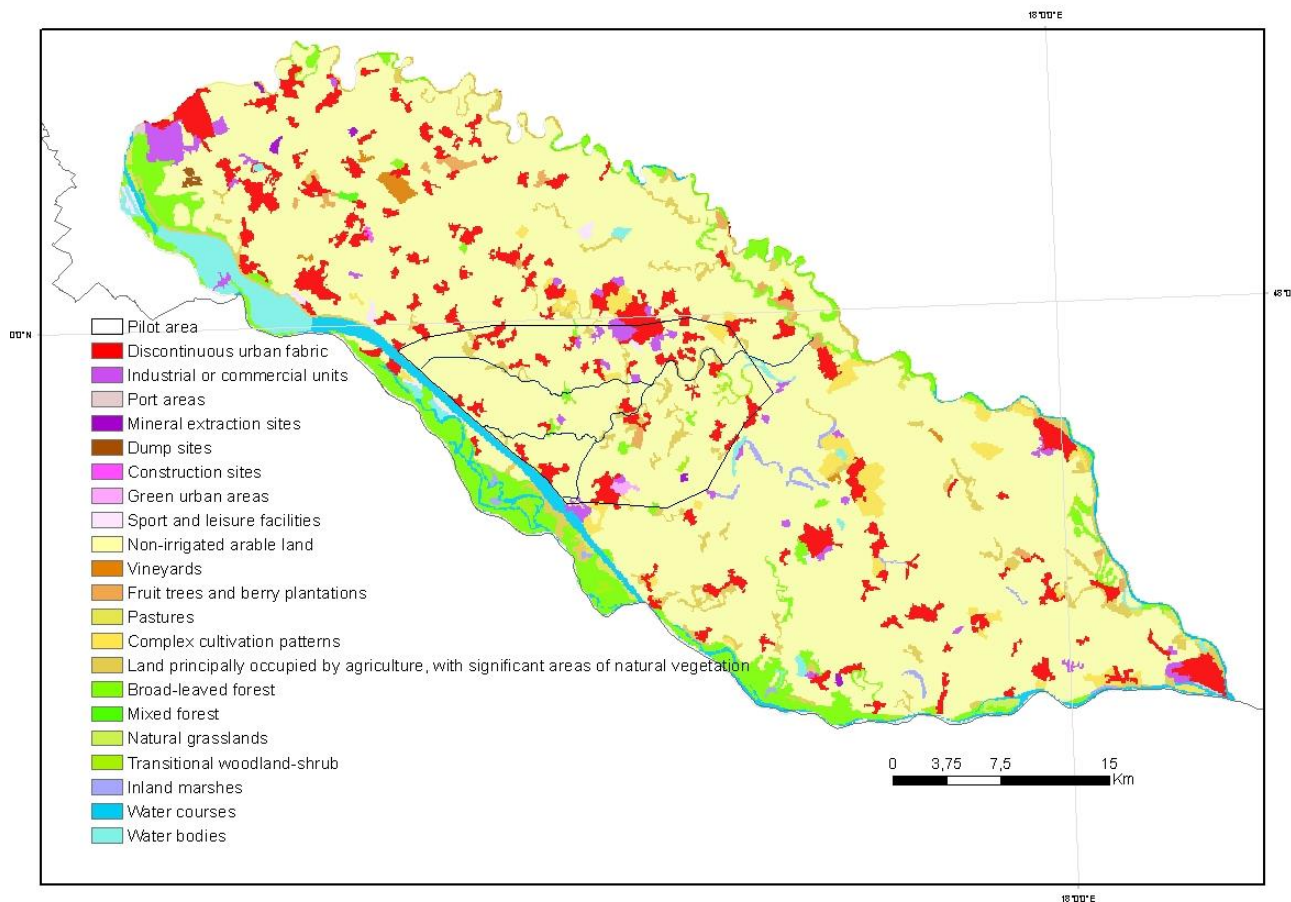 18°00'E
0'0"N
48°0
Pilot area
Discontinuous urban fabric
Industrial or commercial units
Port areas
Mineral extraction sites
Dump sites
Construction sites
Green urban areas
Sport and leisure facilities
Non-irrigated arable land
Vineyards
Fruit trees and berry plantations
Pastures
Complex cultivation patterns
Land principally occupied by agriculture, with significant areas of natural vegetation
Broad-leaved forest
Mixed forest
Natural grasslands
Transitional woodland-shrub
Inland marshes
Water courses
Water bodies
0 3,75 7,5 15
Km
18°00'E